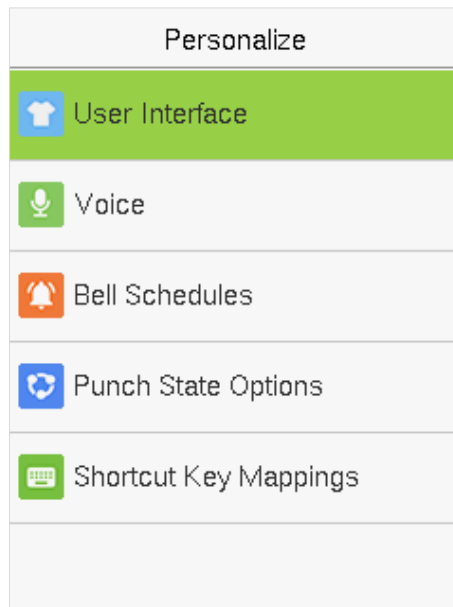 Personalize
User Interface
Voice
Bell Schedules
Punch State Options
Shortcut Key Mappings